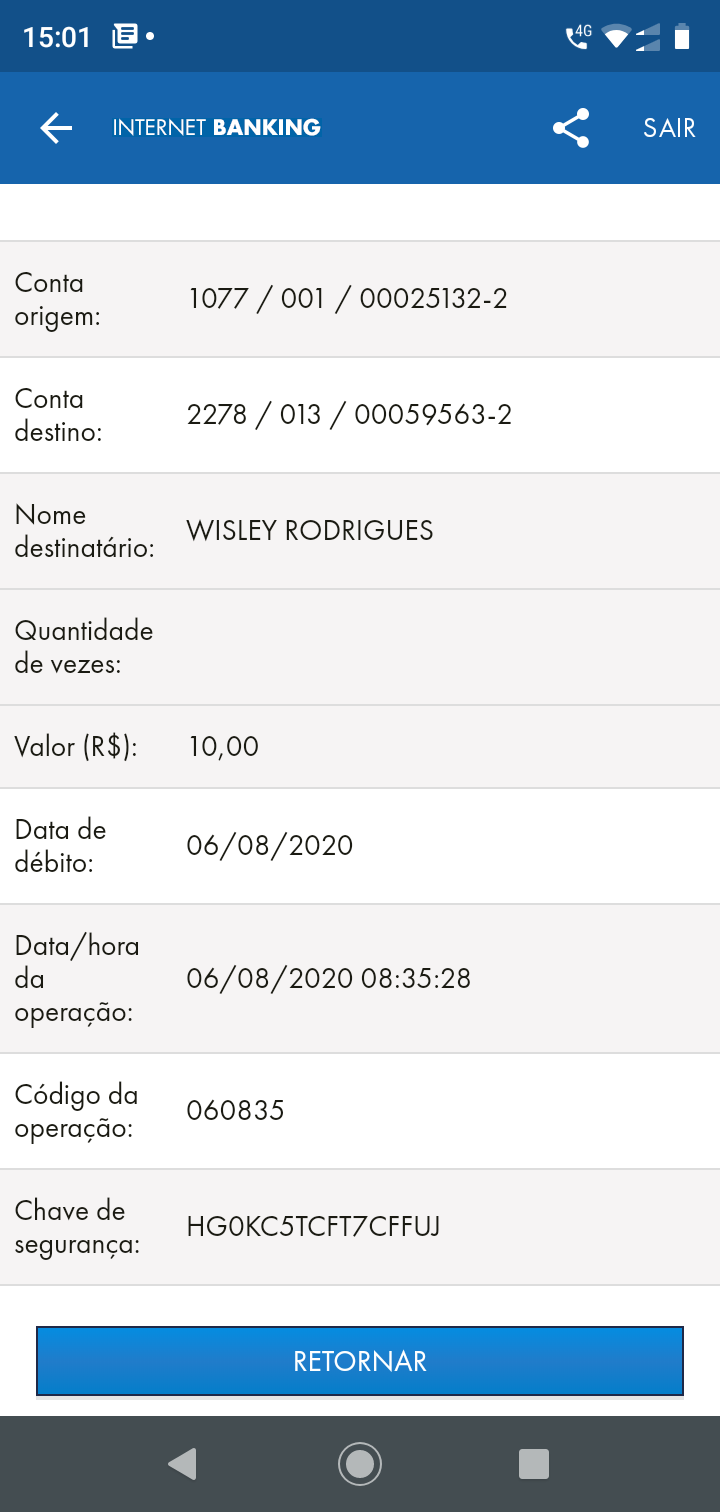 15:01 4G
INTERNET BANKING SAIR
Conta
origem:
1077 / 001 / 00025132-2
Conta
destino:
2278 / 013 / 00059563-2
Nome
destinatário:
WISLEY RODRIGUES
Quantidade
de vezes:
Valor (R$): 10,00
Data de
débito:
06/08/2020
Data/hora
da
operação:
06/08/2020 08:35:28
Código da
operação:
060835
Chave de
segurança:
HG0KC5TCFT7CFFUJ
RETORNAR